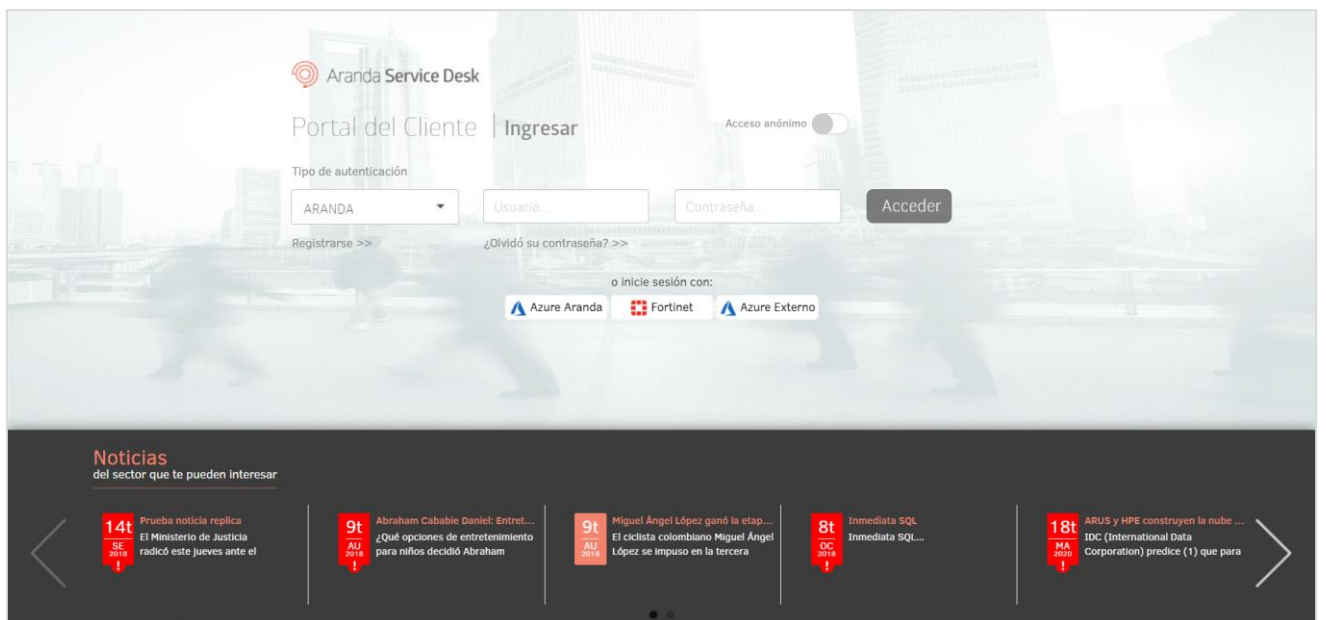 Aranda Service Desk
Portal del Cliente | Ingresar
Acceso anónimo
Tipo de autenticación
ARANDA
Usuario...
Contraseña...
Acceder
Registrarse >>
¿Olvidó su contraseña? >>
o inicie sesión con:
Azure Aranda
Fortinet
Azure Externo
Noticias
del sector que te pueden interesar
14t
SE
2018
!
Prueba noticia replica
El Ministerio de Justicia
radicó este jueves ante el
9t
AU
2018
!
Abraham Cababie Daniel: Entret...
¿Qué opciones de entretenimiento
para niños decidió Abraham
9t
AU
2018
Miguel Ángel López ganó la etap...
El ciclista colombiano Miguel Ángel
López se impuso en la tercera
8t
OC
2018
!
Inmediata SQL
Inmediata SQL...
18t
MA
2020
!
ARUS y HPE construyen la nube ...
IDC (International Data
Corporation) predice (1) que para